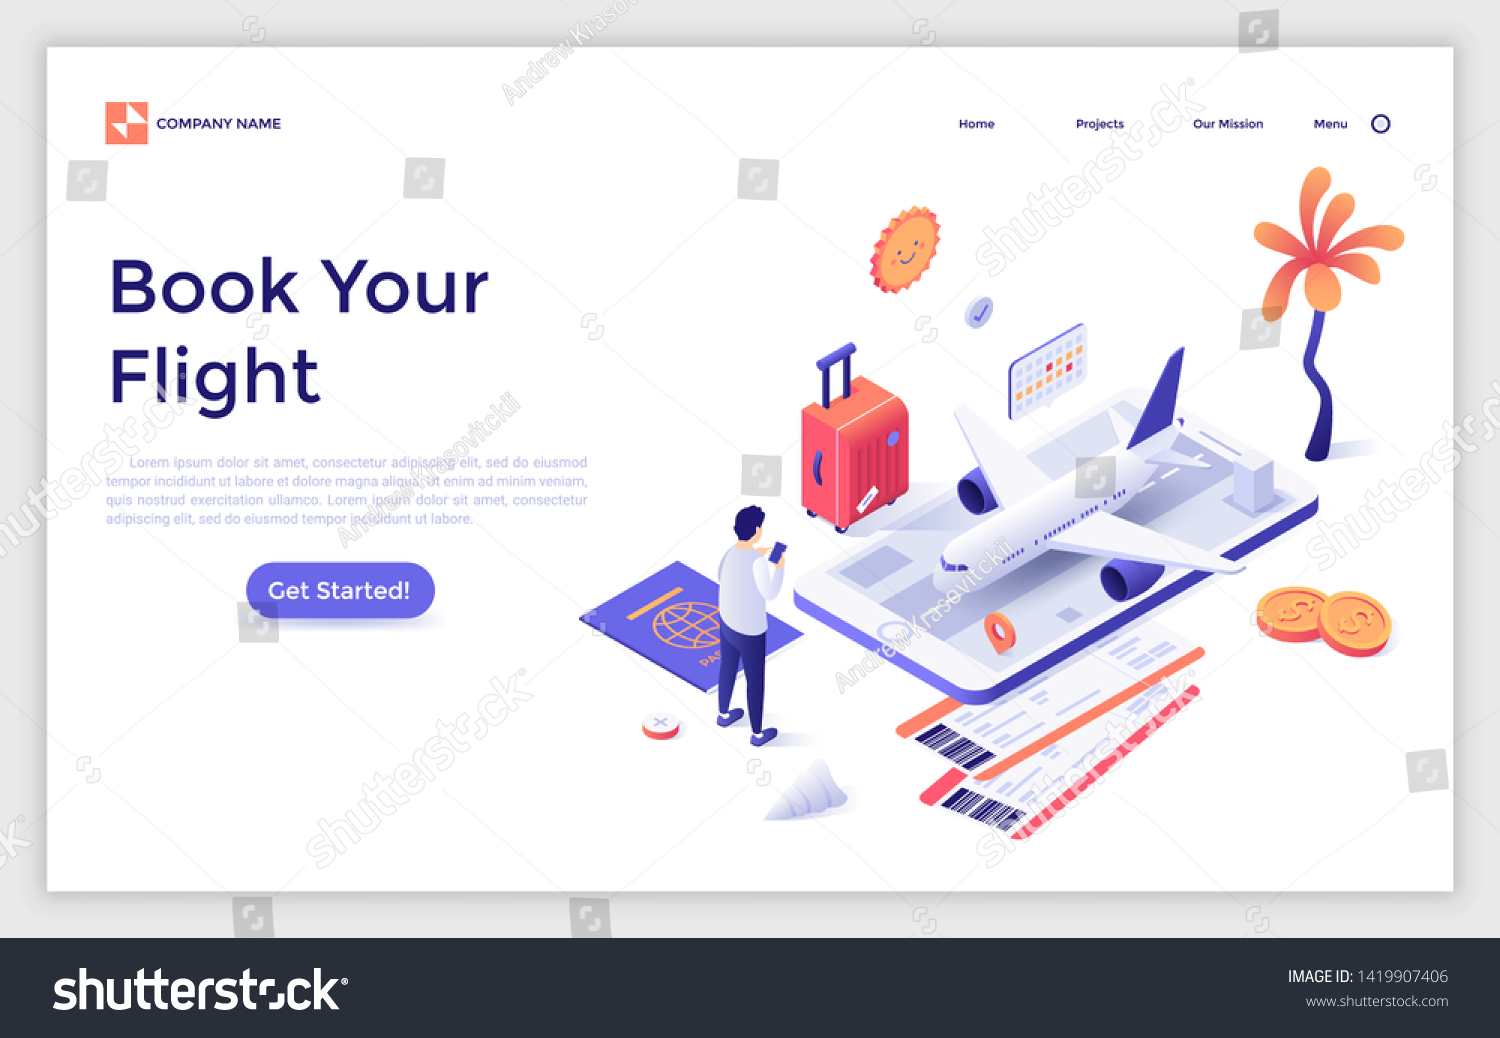 COMPANY NAME
Home Projects Our Mission Menu
Book Your
Flight
Lorem ipsum dolor sit amet, consectetur adipiscing elit, sed do eiusmod
tempor incididunt ut labore et dolore magna aliqua. Ut enim ad minim veniam,
quis nostrud exercitation ullamco. Lorem ipsum dolor sit amet, consectetur
adipiscing elit, sed do eiusmod tempor incididunt ut labore.
Get Started!
shutterstock
Andrew Krasovitckii
shutterstock
IMAGE ID: 1419907406
www.shutterstock.com